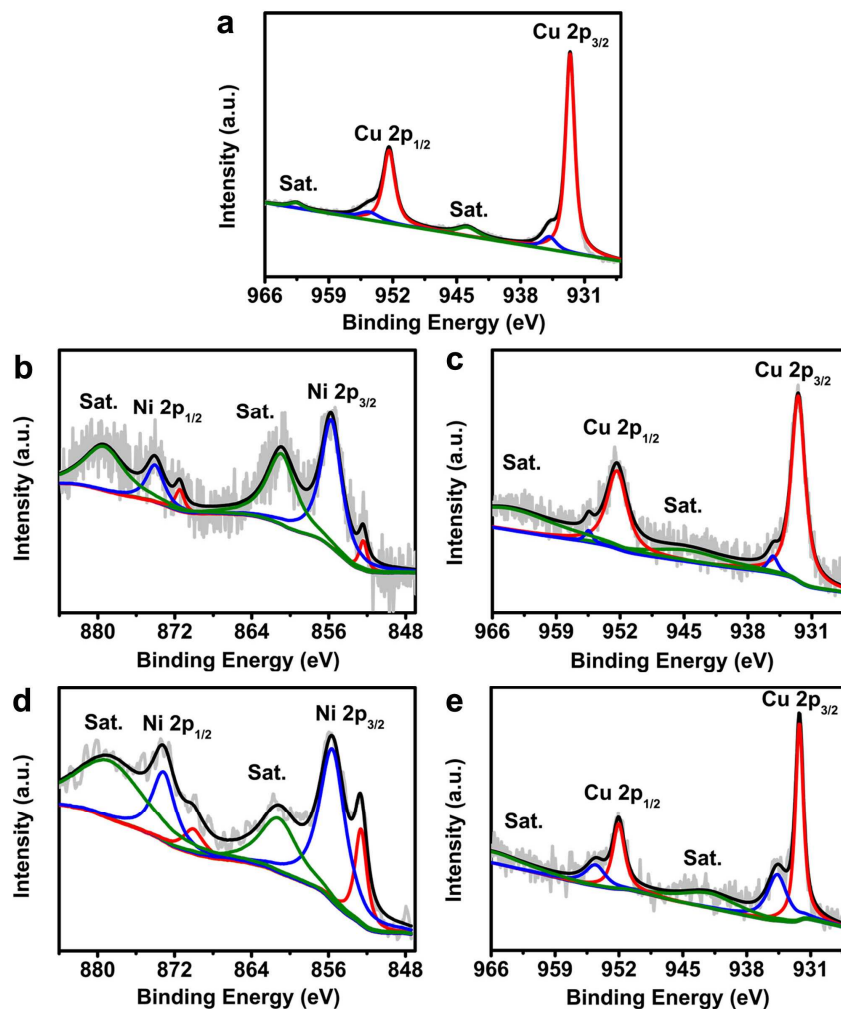 a
Cu 2p3/2
Cu 2p1/2
Sat.
Sat.
Intensity (a.u.)
966 959 952 945 938 931
Binding Energy (eV)
b
Sat.
Ni 2p1/2
Sat.
Ni 2p3/2
Intensity (a.u.)
880 872 864 856 848
Binding Energy (eV)
c
Cu 2p3/2
Cu 2p1/2
Sat.
Sat.
Intensity (a.u.)
966 959 952 945 938 931
Binding Energy (eV)
d
Sat.
Ni 2p1/2
Sat.
Ni 2p3/2
Intensity (a.u.)
880 872 864 856 848
Binding Energy (eV)
e
Cu 2p3/2
Cu 2p1/2
Sat.
Sat.
Intensity (a.u.)
966 959 952 945 938 931
Binding Energy (eV)